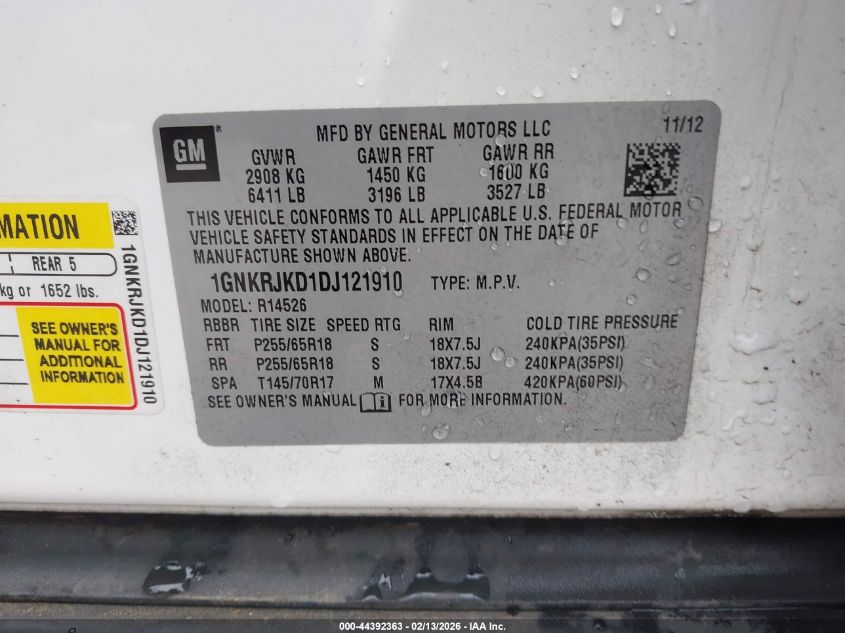 GM
MFD BY GENERAL MOTORS LLC
11/12
GVWR GAWR FRT GAWR RR
2908 KG 1450 KG 1600 KG
6411 LB 3196 LB 3527 LB
THIS VEHICLE CONFORMS TO ALL APPLICABLE U.S. FEDERAL MOTOR
VEHICLE SAFETY STANDARDS IN EFFECT ON THE DATE OF
MANUFACTURE SHOWN ABOVE.
1GNKRJKD1DJ121910 TYPE: M.P.V.
MODEL: R14526
RBBR TIRE SIZE SPEED RTG RIM COLD TIRE PRESSURE
FRT P255/65R18 S 18X7.5J 240KPA(35PSI)
RR P255/65R18 S 18X7.5J 240KPA(35PSI)
SPA T145/70R17 M 17X4.5B 420KPA(60PSI)
SEE OWNER'S MANUAL i FOR MORE INFORMATION.
MATION
REAR 5
kg or 1652 lbs.
SEE OWNER'S
MANUAL FOR
ADDITIONAL
INFORMATION
1GNKRJKD1DJ121910
000-44392363 - 02/13/2026 - IAA Inc.